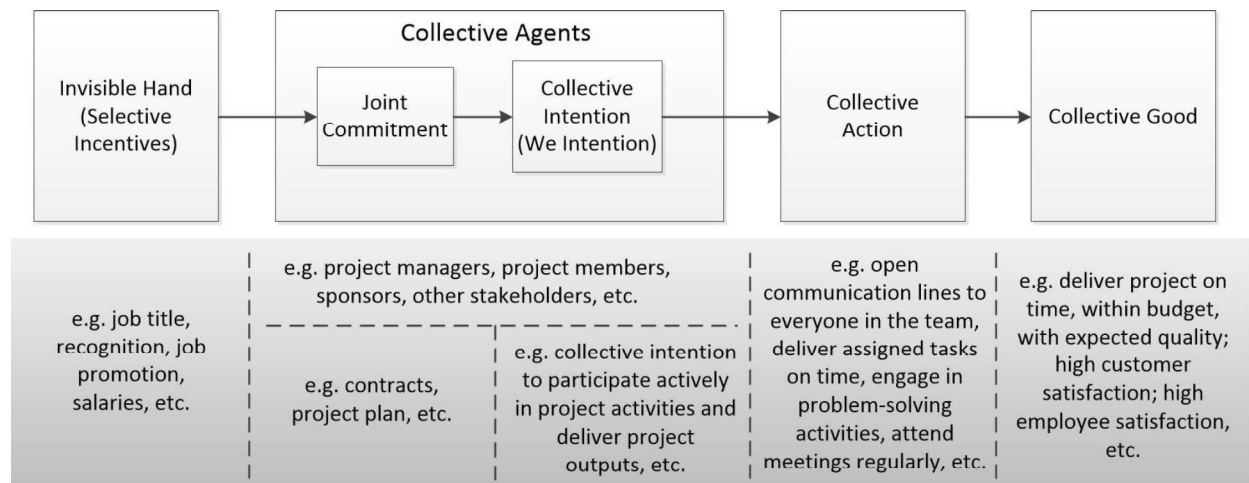 Invisible Hand
(Selective
Incentives)
Collective Agents
Joint
Commitment
Collective
Intention
(We Intention)
Collective
Action
Collective Good
e.g. job title,
recognition, job
promotion,
salaries, etc.
e.g. project managers, project members,
sponsors, other stakeholders, etc.
e.g. contracts,
project plan, etc.
e.g. collective intention
to participate actively
in project activities and
deliver project
outputs, etc.
e.g. open
communication lines to
everyone in the team,
deliver assigned tasks
on time, engage in
problem-solving
activities, attend
meetings regularly, etc.
e.g. deliver project on
time, within budget,
with expected quality;
high customer
satisfaction; high
employee satisfaction,
etc.